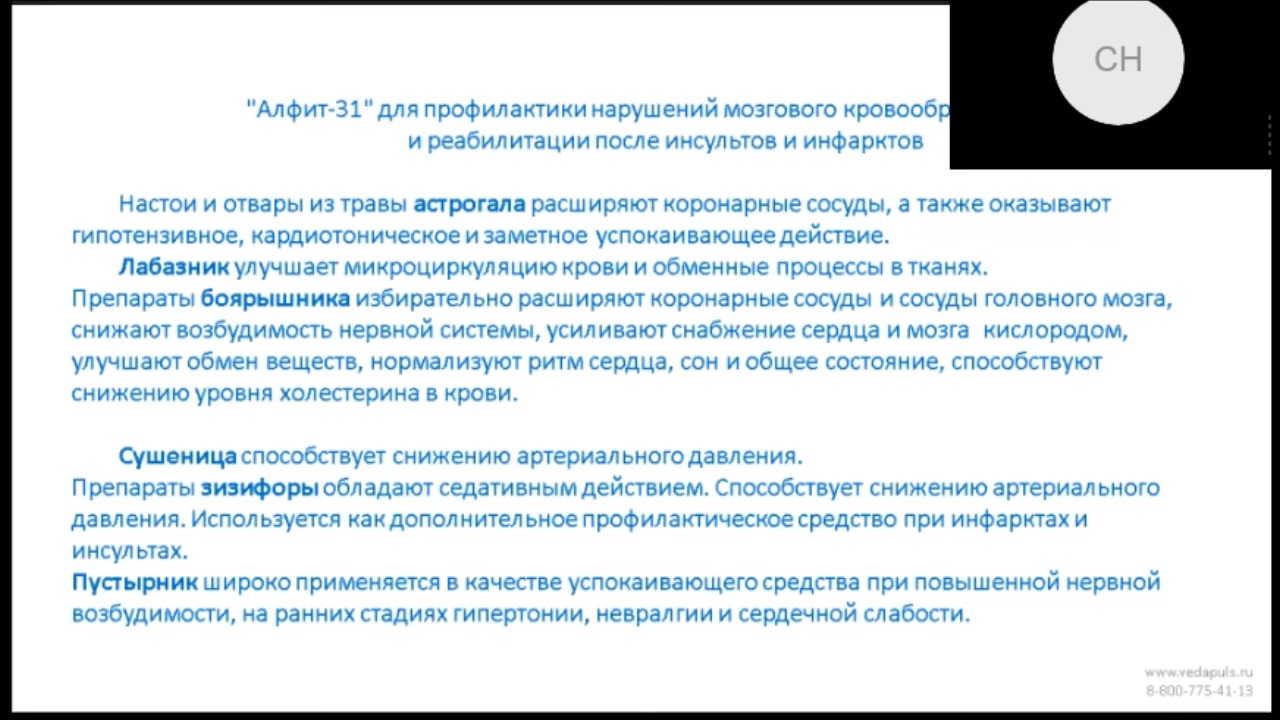 "Алфит-31" для профилактики нарушений мозгового
и реабилитации после инсультов и инфарктов
СН
Настои и отвары из травы астрогала расширяют коронарные сосуды, а также оказывают
гипотензивное, кардиотоническое и заметное успокаивающее действие.
Лабазник улучшает микроциркуляцию крови и обменные процессы в тканях.
Препараты боярышника избирательно расширяют коронарные сосуды и сосуды головного мозга,
снижают возбудимость нервной системы, усиливают снабжение сердца и мозга кислородом,
улучшают обмен веществ, нормализуют ритм сердца, сон и общее состояние, способствуют
снижению уровня холестерина в крови.
Сушеница способствует снижению артериального давления.
Препараты зизифоры обладают седативным действием. Способствует снижению артериального
давления. Используется как дополнительное профилактическое средство при инфарктах и
инсультах.
Пустырник широко применяется в качестве успокаивающего средства при повышенной нервной
возбудимости, на ранних стадиях гипертонии, невралгии и сердечной слабости.
www.vedapuls.ru
8-800-775-41-13